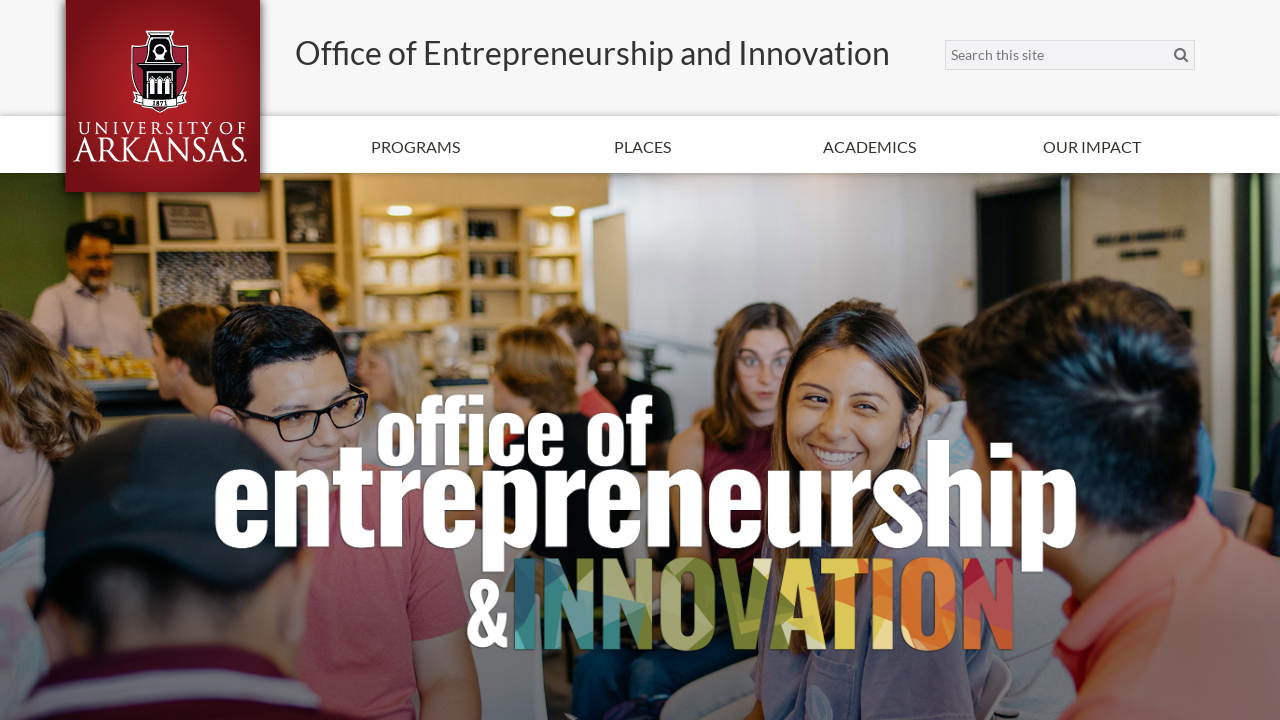 1871
UNIVERSITY OF
ARKANSAS.
Office of Entrepreneurship and Innovation
Search this site
PROGRAMS
PLACES
ACADEMICS
OUR IMPACT
office of
entrepreneurship
& INNOVATION